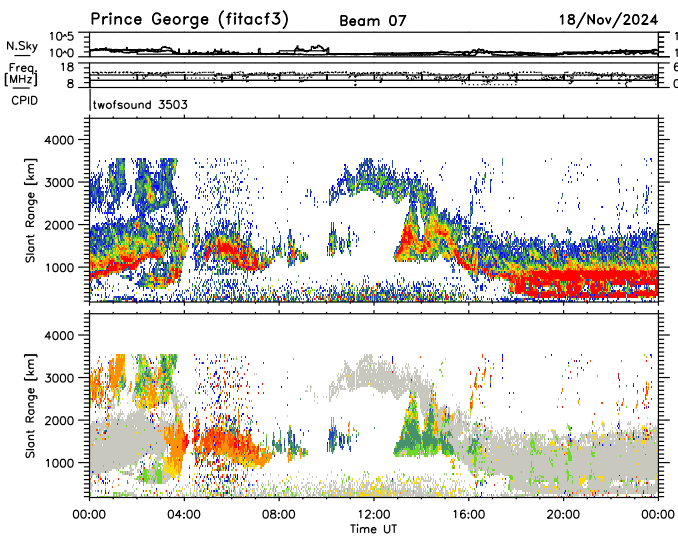 Prince George (fitacf3) Beam 07 18/Nov/2024
10^5
N.Sky
10^0
Freq
[MHz]
18
8
CPID
twofsound 3503
4000
3000
2000
1000
Slant Range [km]
4000
3000
2000
1000
Slant Range [km]
00:00 04:00 08:00 12:00 16:00 20:00 00:00
Time UT